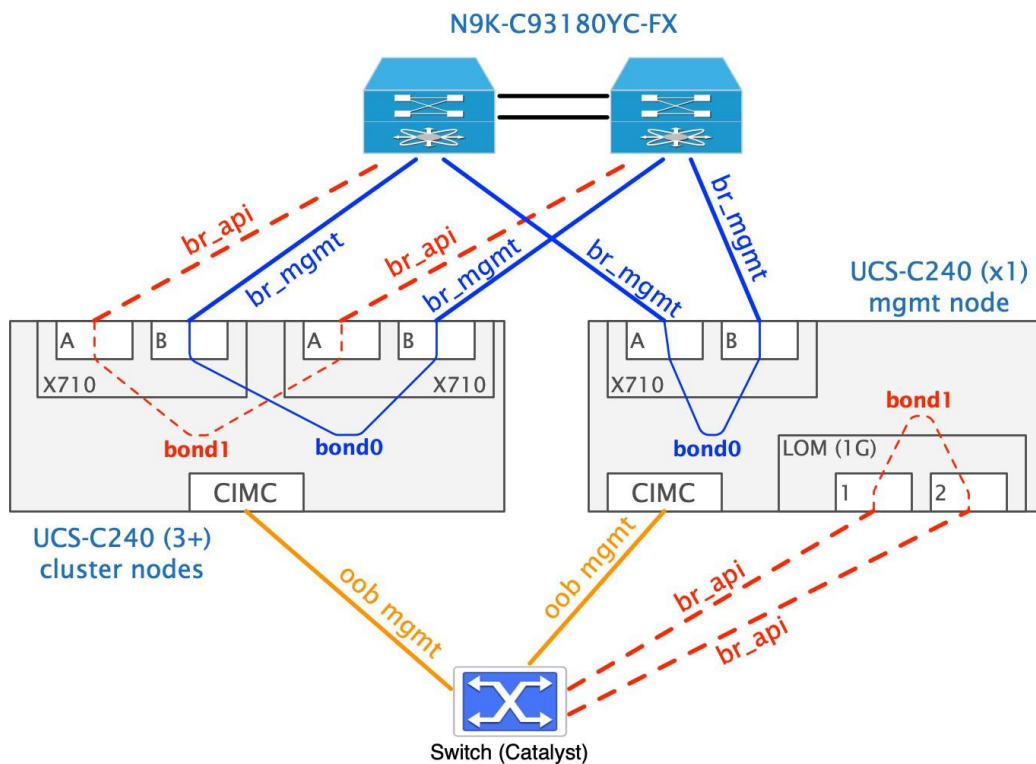 N9K-C93180YC-FX
br_api
br_mgmt
br_api
br_mgmt
br_mgmt
br_mgmt
UCS-C240 (x1)
mgmt node
A
B
X710
A
B
X710
A
B
X710
bond1
bond0
bond0
bond1
LOM (1G)
1
2
CIMC
CIMC
UCS-C240 (3+)
cluster nodes
oob mgmt
oob mgmt
br_api
br_api
Switch (Catalyst)